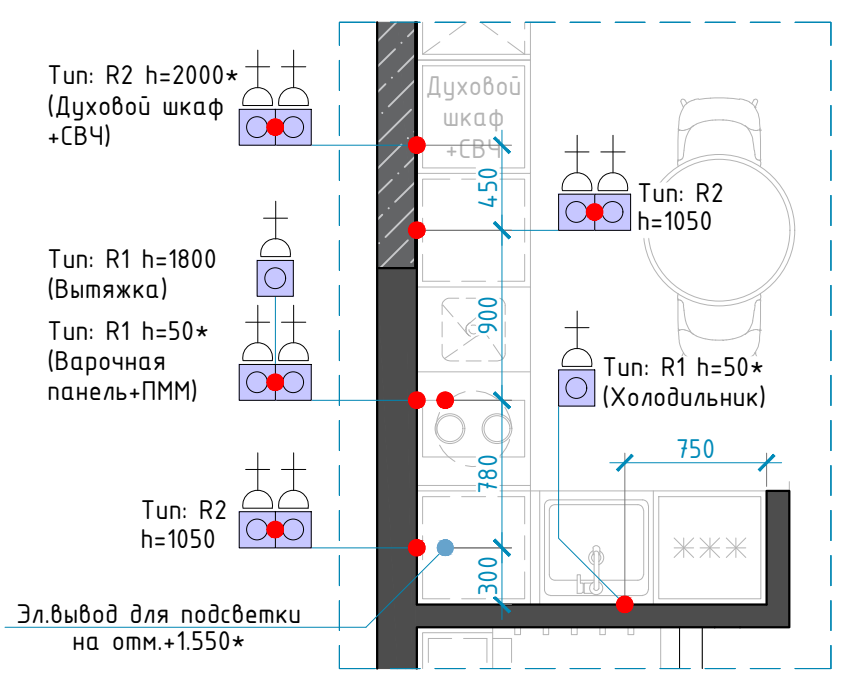 Тип: R2 h=2000*
(Духовой шкаф
+СВЧ)
Духовой
шкаф
+СВЧ
450
Тип: R2
h=1050
Тип: R1 h=1800
(Вытяжка)
900
Тип: R1 h=50*
(Варочная
панель+ПММ)
Тип: R1 h=50*
(Холодильник)
750
780
Тип: R2
h=1050
300
Эл.вывод для подсветки
на отм.+1.550*